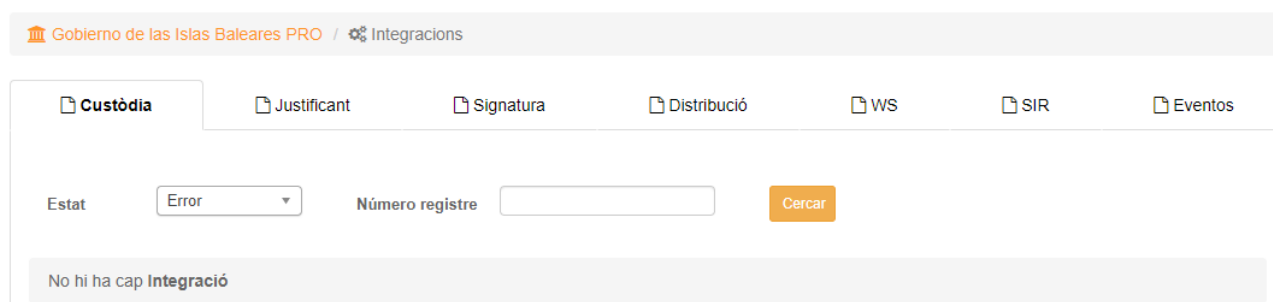 Gobierno de las Islas Baleares PRO / Integracions
Custòdia Justificant Signatura Distribució WS SIR Eventos
Estat Error Número registre Cercar
No hi ha cap Integració